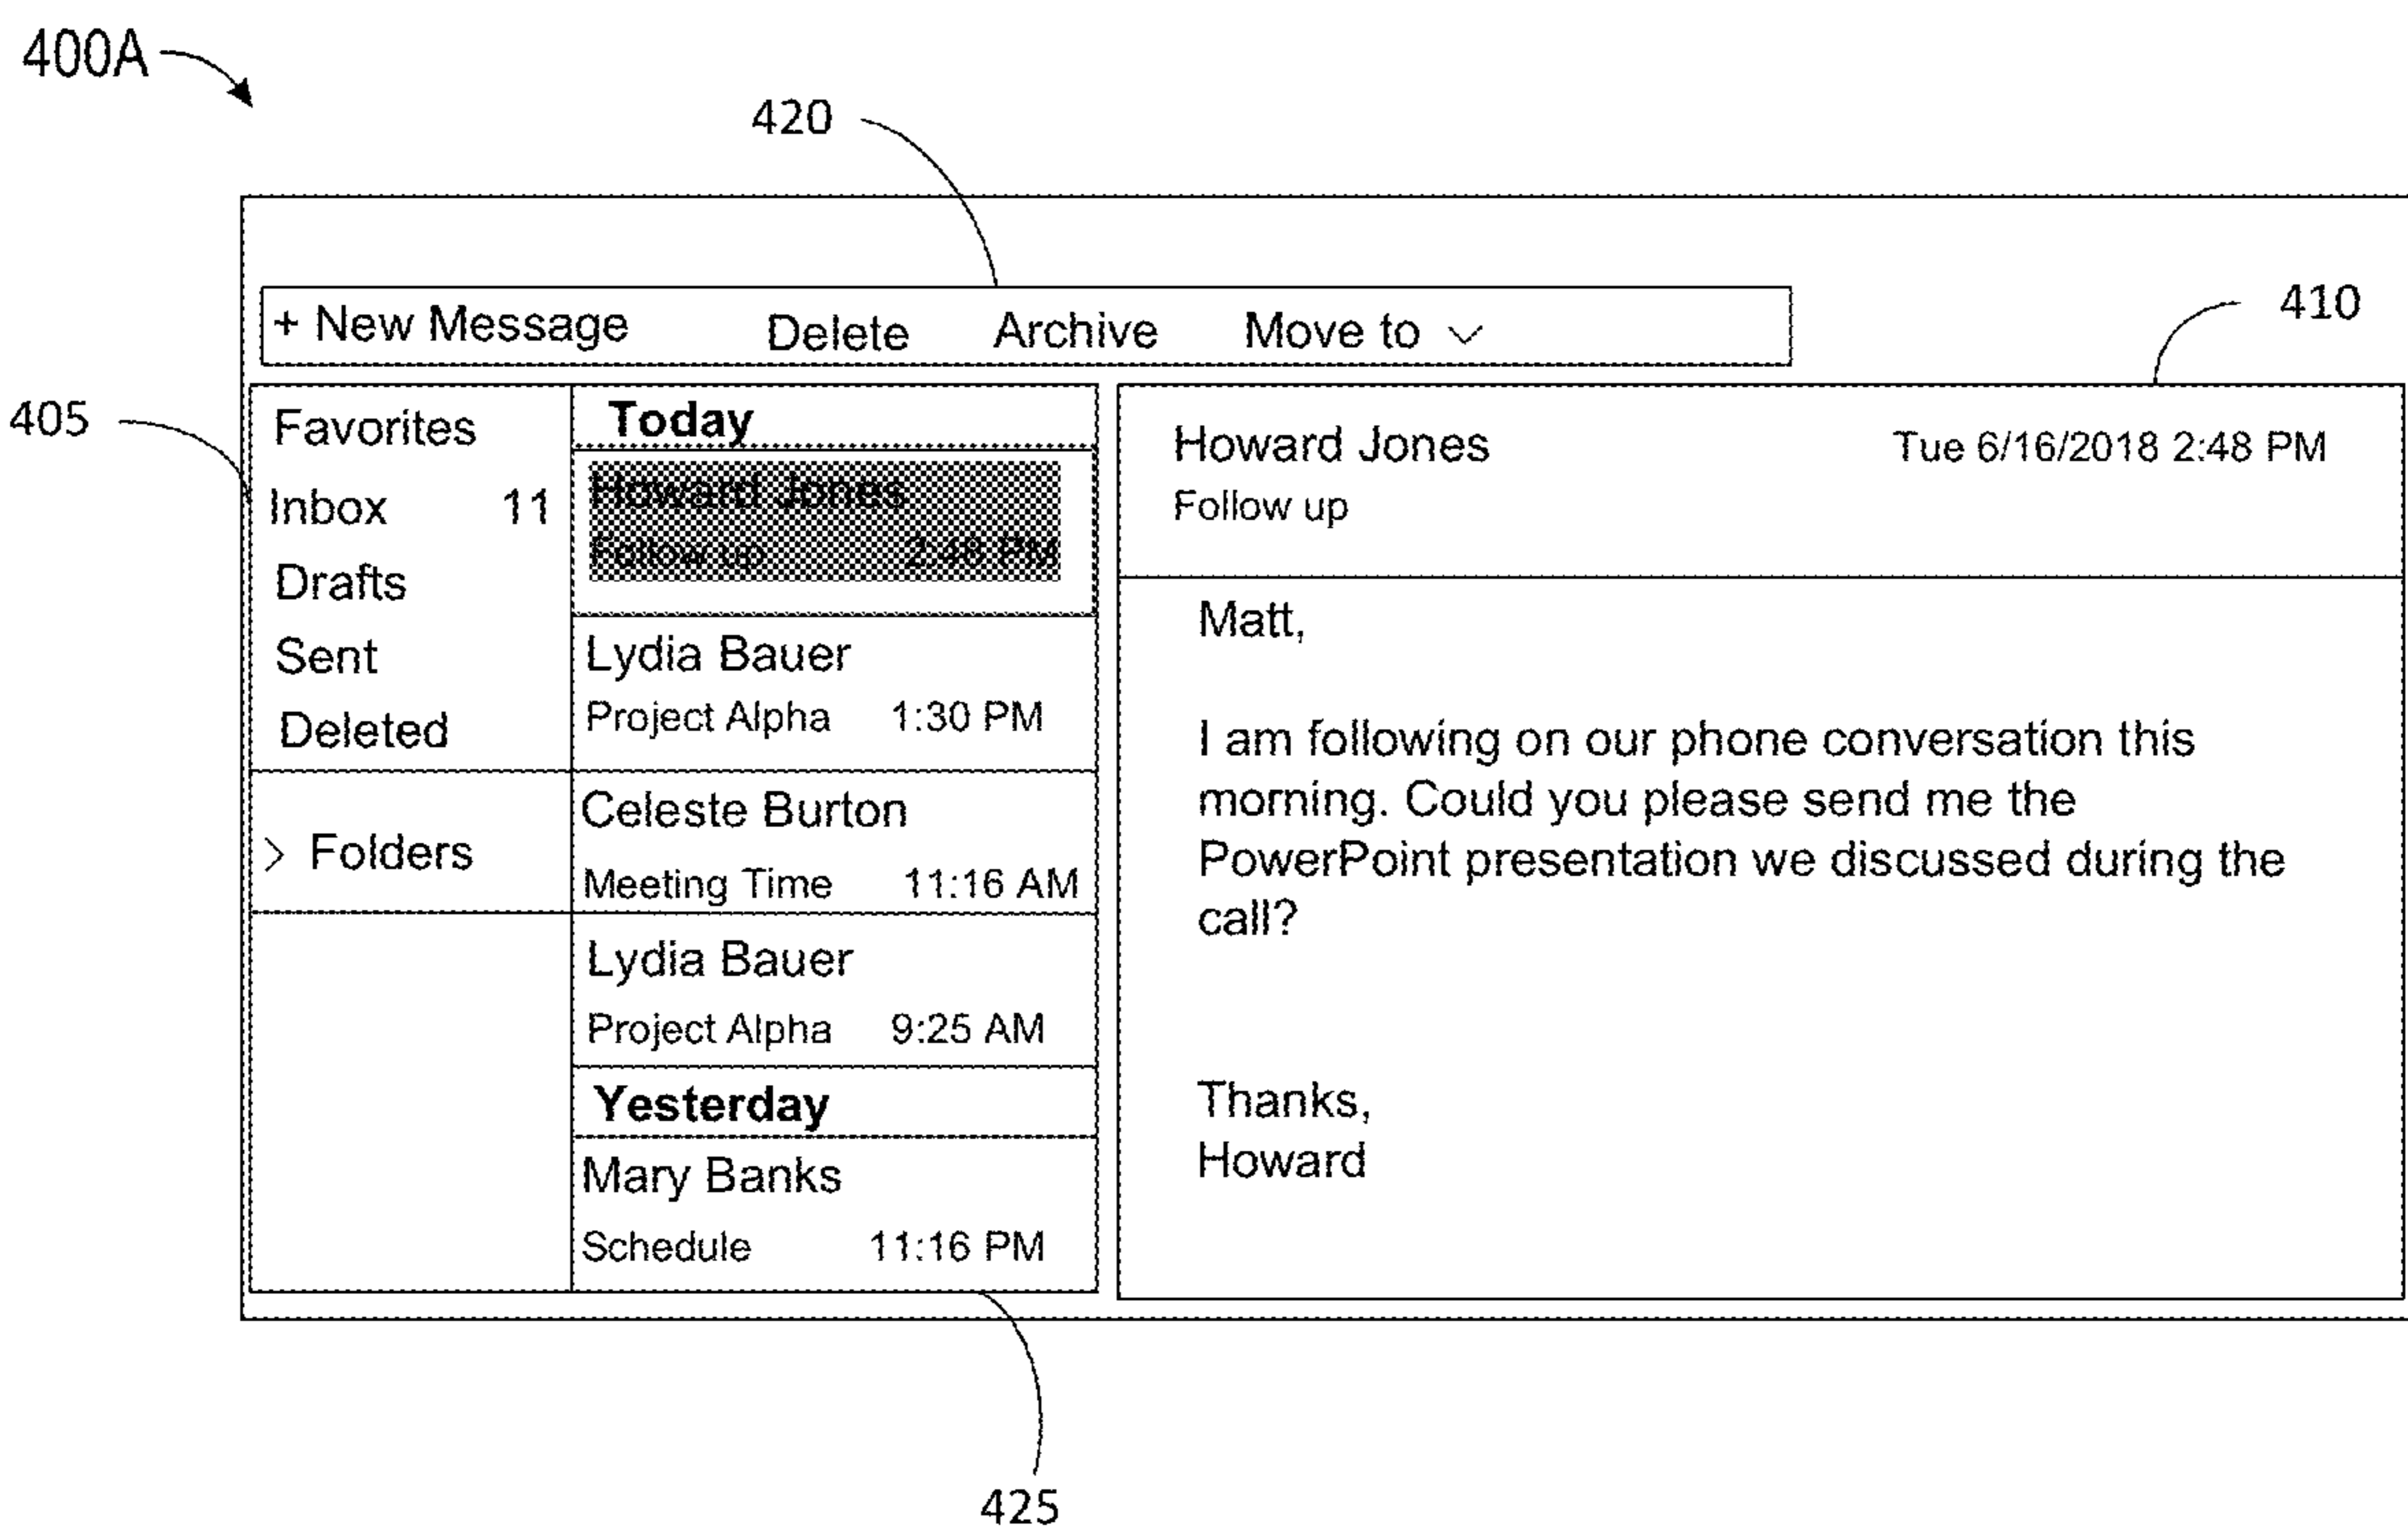 400A
420
+ New Message Delete Archive Move to
410
405
Favorites
Inbox 11
Drafts
Sent
Deleted
> Folders
Today
Howard Jones
Follow up 2:48 PM
Lydia Bauer
Project Alpha 1:30 PM
Celeste Burton
Meeting Time 11:16 AM
Lydia Bauer
Project Alpha 9:25 AM
Yesterday
Mary Banks
Schedule 11:16 PM
Howard Jones Tue 6/16/2018 2:48 PM
Follow up
Matt,
I am following on our phone conversation this
morning. Could you please send me the
PowerPoint presentation we discussed during the
call?
Thanks,
Howard
425